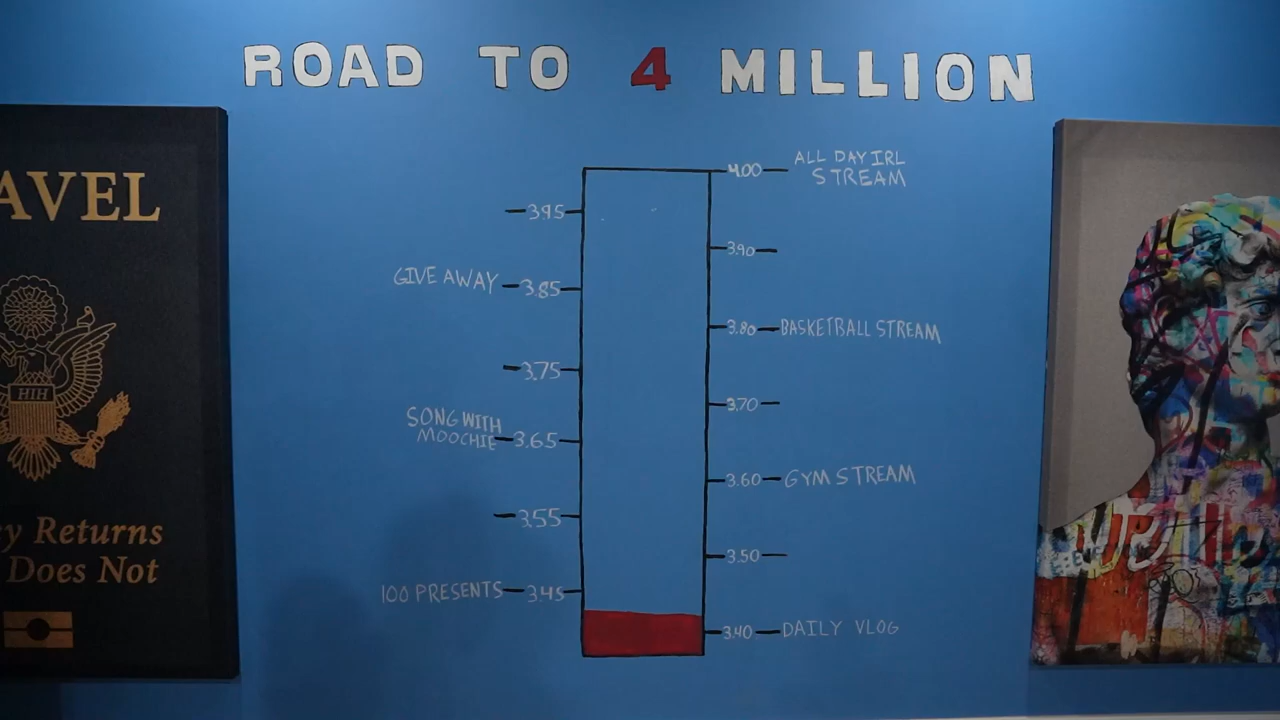 ROAD TO 4 MILLION
4.00 — ALL DAY IRL
STREAM
3.95
3.90
GIVE AWAY — 3.85
3.80 — BASKETBALL STREAM
3.75
3.70
SONG WITH
MOOCHIE — 3.65
3.60 — GYM STREAM
3.55
3.50
100 PRESENTS — 3.45
3.40 — DAILY VLOG
AVEL
HIH
y Returns
Does Not